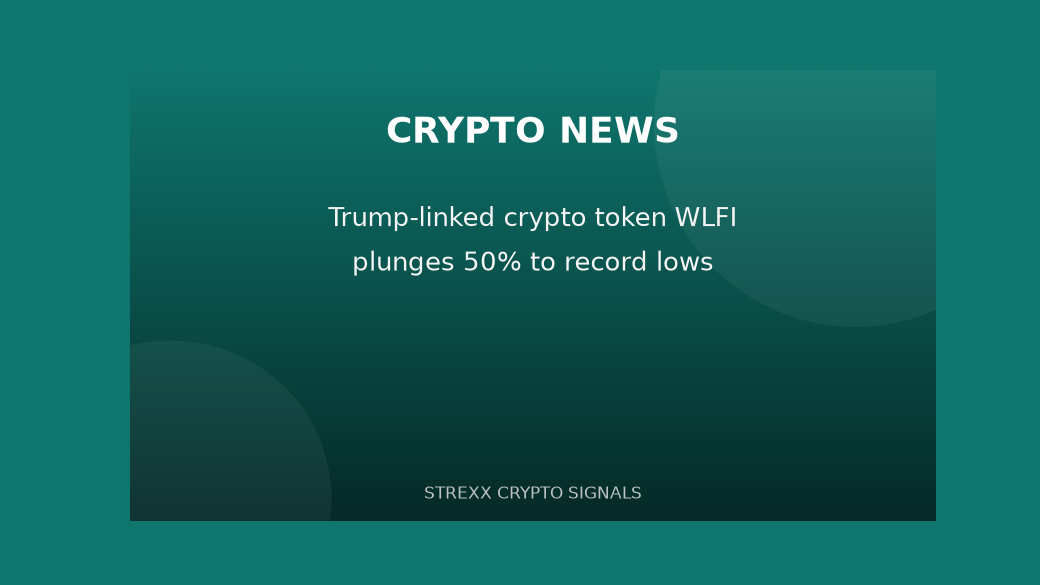 CRYPTO NEWS
Trump-linked crypto token WLFI
plunges 50% to record lows
STREXX CRYPTO SIGNALS